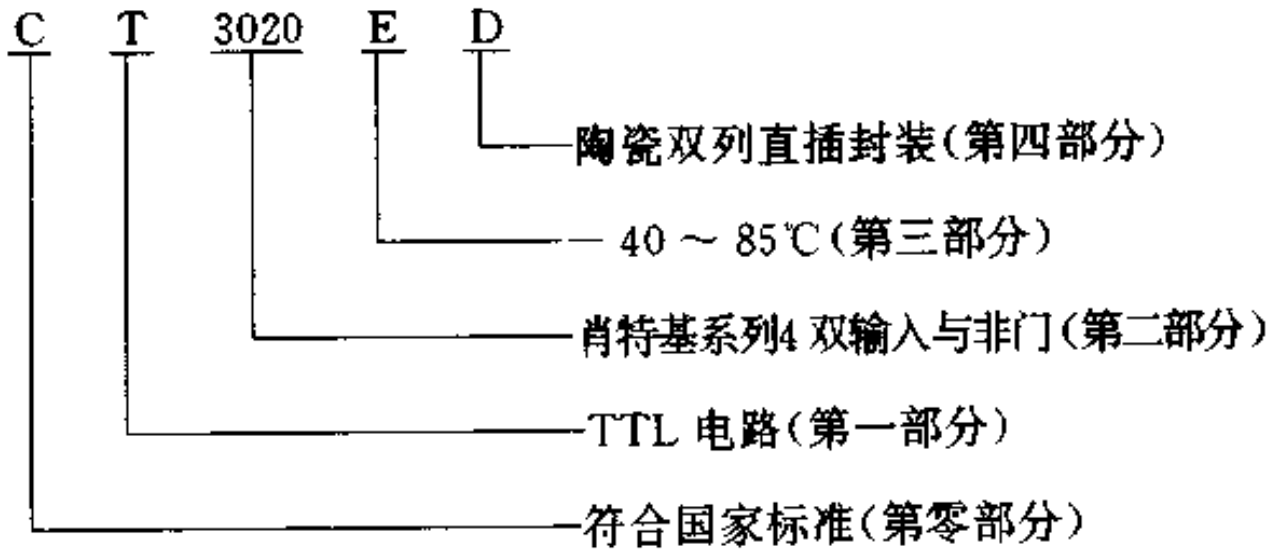 C T 3020 E D
陶瓷双列直插封装(第四部分)
— 40 ~ 85℃(第三部分)
肖特基系列4 双输入与非门(第二部分)
TTL 电路(第一部分)
符合国家标准(第零部分)